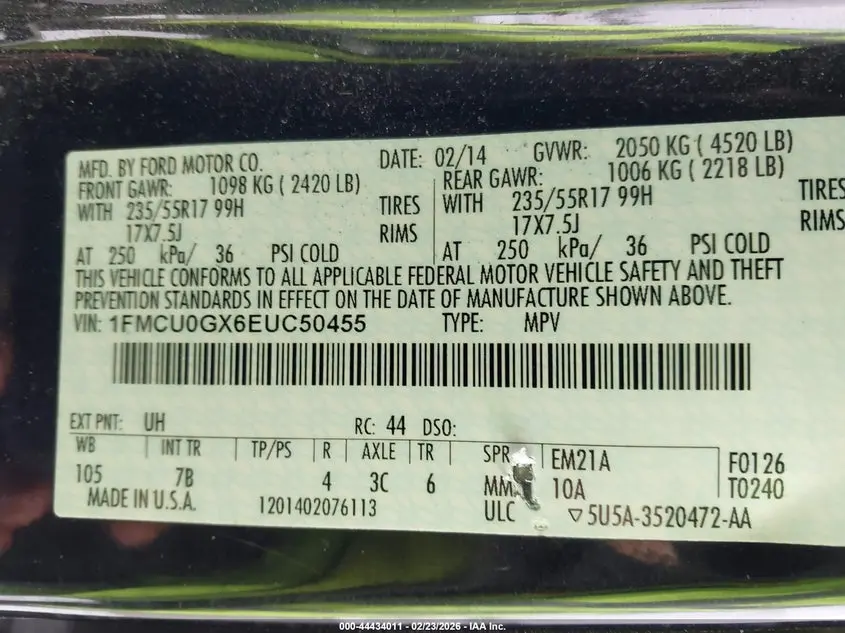 MFD. BY FORD MOTOR CO. DATE: 02/14 GVWR: 2050 KG ( 4520 LB)
FRONT GAWR: 1098 KG ( 2420 LB) REAR GAWR: 1006 KG ( 2218 LB)
WITH 235/55R17 99H TIRES WITH 235/55R17 99H TIRES
17X7.5J RIMS 17X7.5J RIMS
AT 250 kPa/ 36 PSI COLD AT 250 kPa/ 36 PSI COLD
THIS VEHICLE CONFORMS TO ALL APPLICABLE FEDERAL MOTOR VEHICLE SAFETY AND THEFT
PREVENTION STANDARDS IN EFFECT ON THE DATE OF MANUFACTURE SHOWN ABOVE.
VIN: 1FMCU0GX6EUC50455 TYPE: MPV
EXT PNT: UH RC: 44 DSO:
WB INT TR TP/PS R AXLE TR SPR EM21A F0126
105 7B 4 3C 6 MM 10A T0240
MADE IN U.S.A. 1201402076113 ULC ▽5U5A-3520472-AA
000-44434011 - 02/23/2026 - IAA Inc.